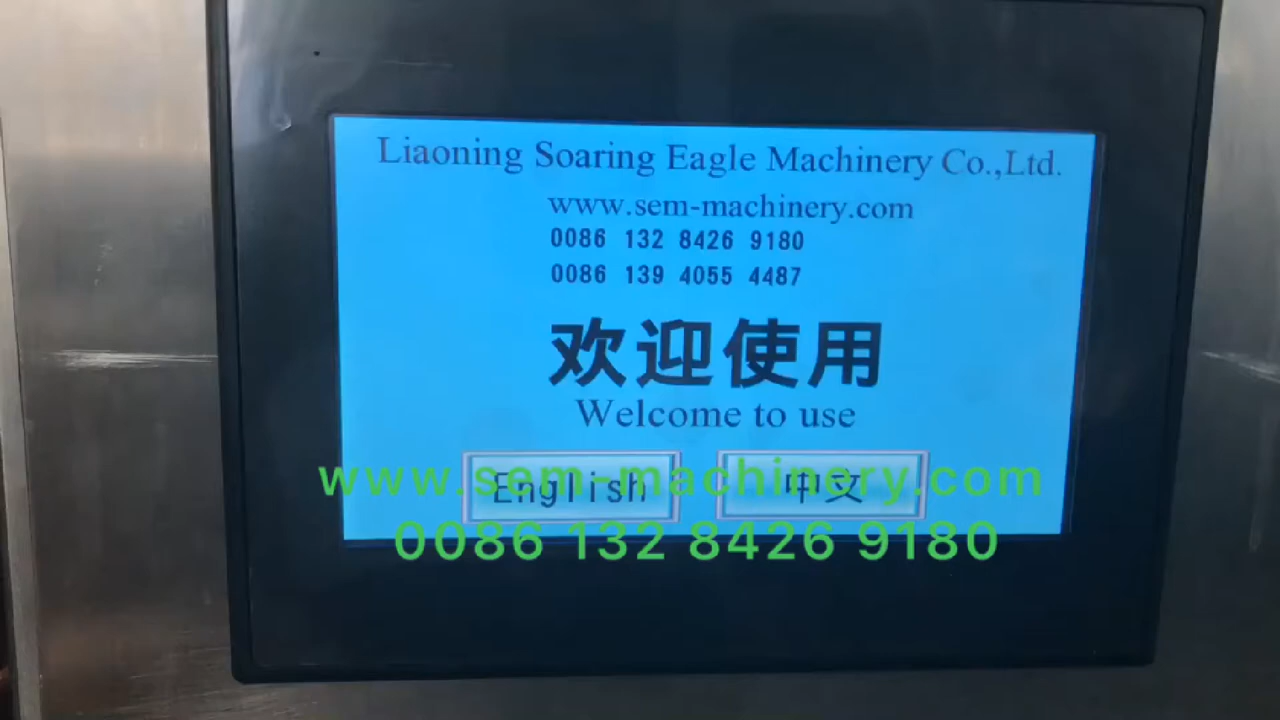 Liaoning Soaring Eagle Machinery Co.,Ltd.
www.sem-machinery.com
0086 132 8426 9180
0086 139 4055 4487
欢迎使用
Welcome to use
English 中文
www.sem-machinery.com
0086 132 8426 9180